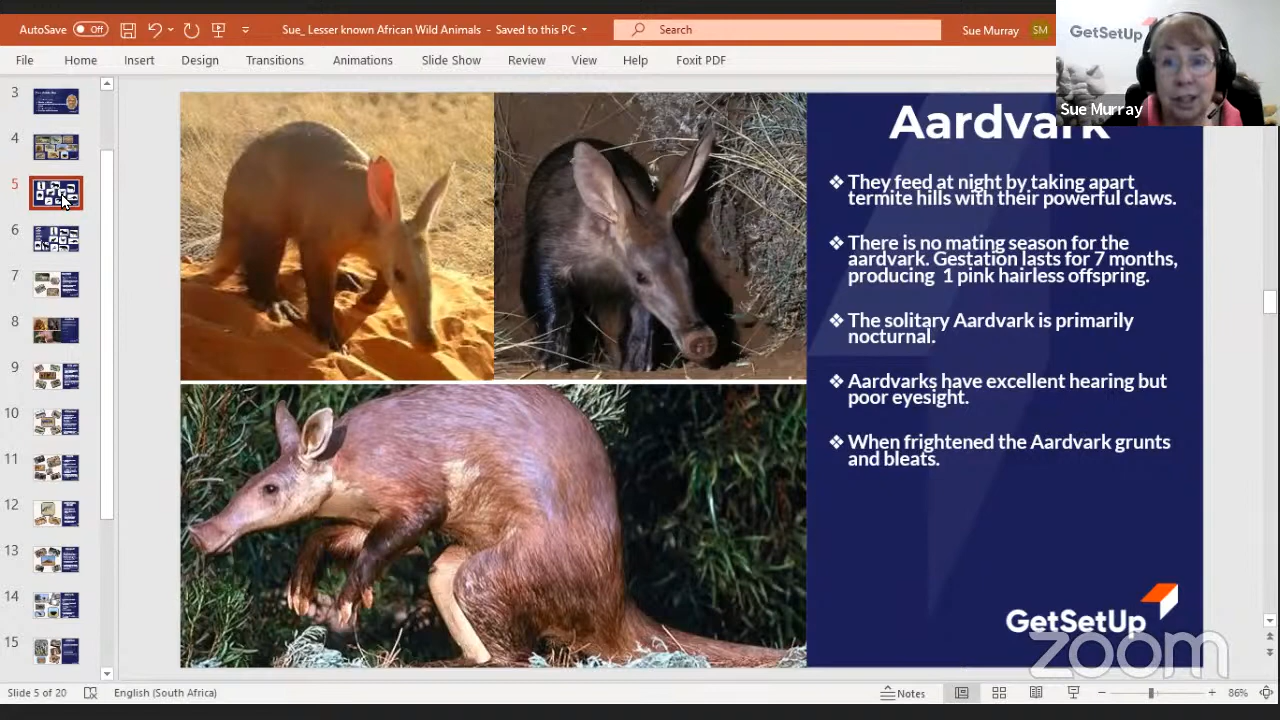 AutoSave Off Sue_ Lesser known African Wild Animals - Saved to this PC Search Sue Murray SM
GetSetUp
Sue Murray
File Home Insert Design Transitions Animations Slide Show Review View Help Foxit PDF
3
4
5
6
7
8
9
10
11
12
13
14
15
Aardvark
❖ They feed at night by taking apart
termite hills with their powerful claws.
❖ There is no mating season for the
aardvark. Gestation lasts for 7 months,
producing 1 pink hairless offspring.
❖ The solitary Aardvark is primarily
nocturnal.
❖ Aardvarks have excellent hearing but
poor eyesight.
❖ When frightened the Aardvark grunts
and bleats.
GetSetUp
zoom
Slide 5 of 20 English (South Africa) Notes 86%